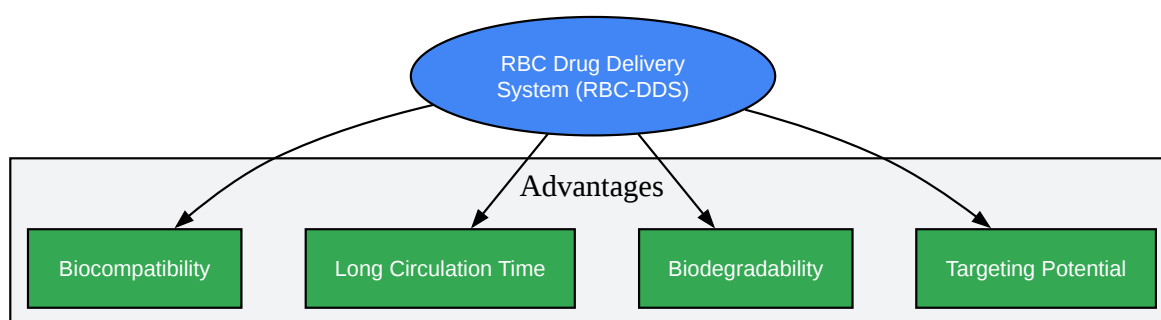 RBC Drug Delivery
System (RBC-DDS)
Advantages
Biocompatibility
Long Circulation Time
Biodegradability
Targeting Potential